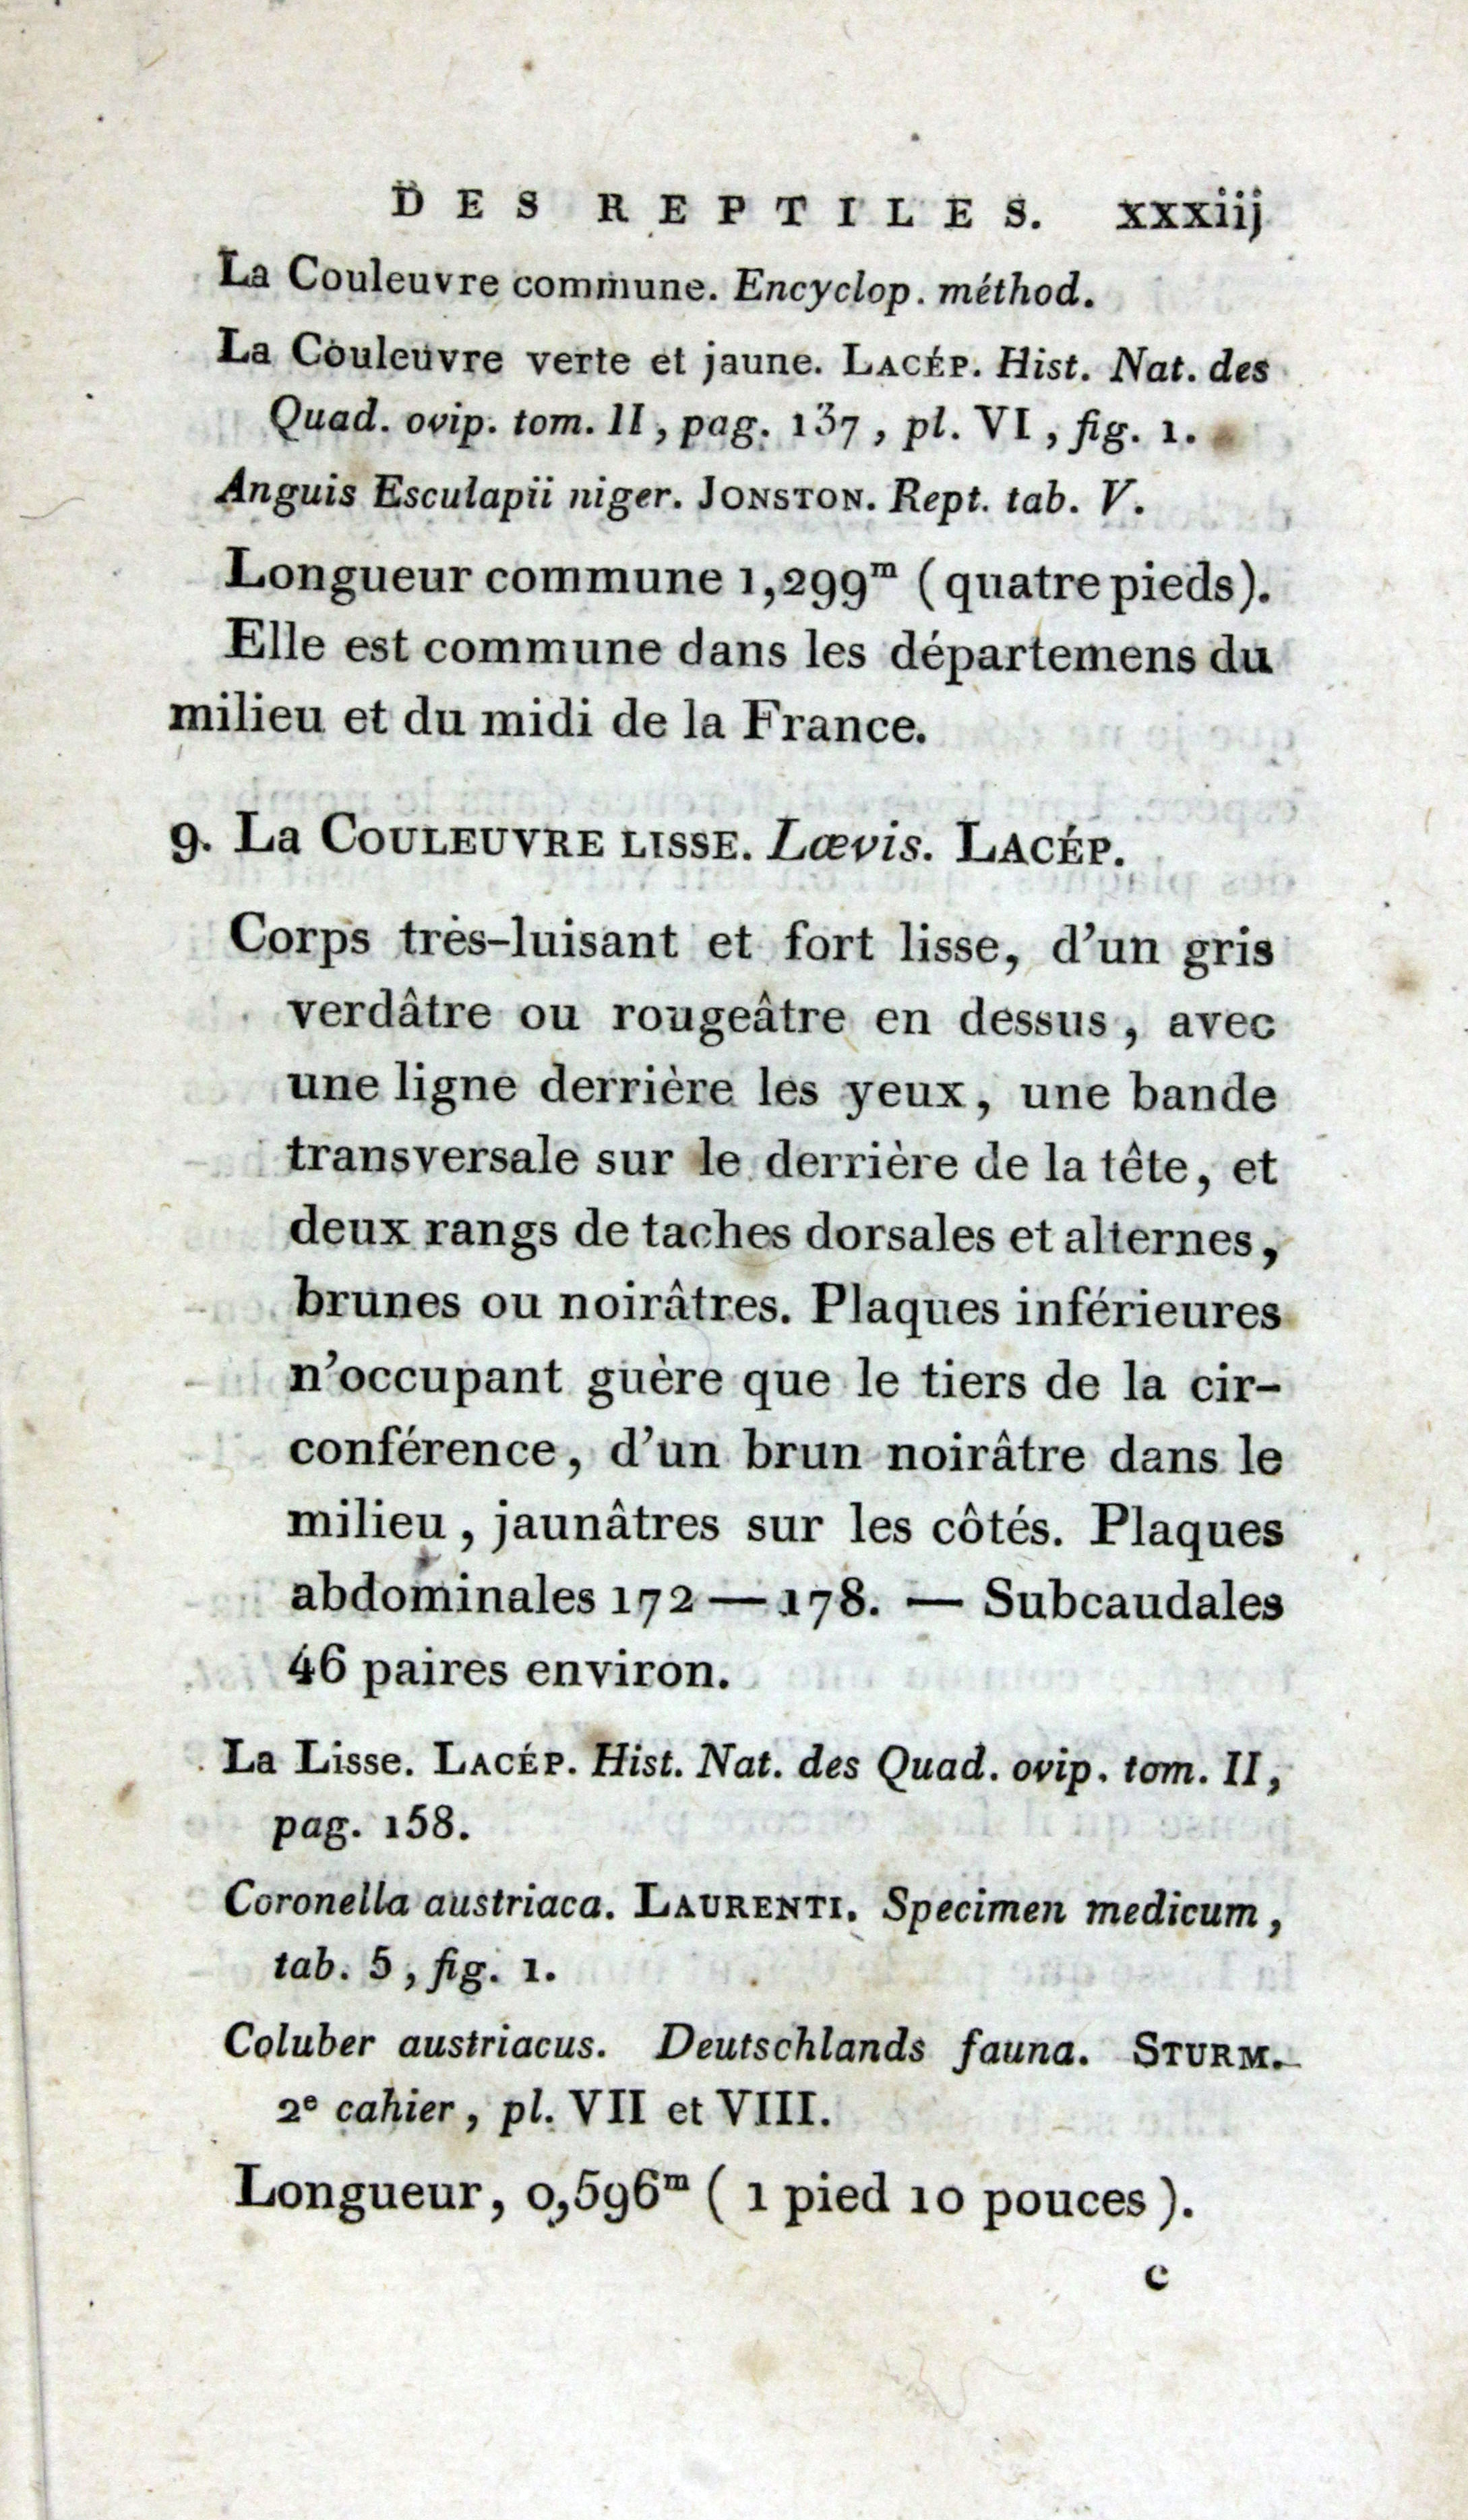 DES REPTILES. xxxiij
La Couleuvre commune. Encyclop. méthod.
La Couleuvre verte et jaune. LACÉP. Hist. Nat. des
Quad. ovip. tom. II, pag. 137, pl. VI, fig. 1.
Anguis Esculapii niger. JONSTON. Rept. tab. V.
Longueur commune 1,299m (quatre pieds).
Elle est commune dans les départemens du
milieu et du midi de la France.
9. La COULEUVRE LISSE. Lævis. LACÉP.
Corps très-luisant et fort lisse, d'un gris
verdâtre ou rougeâtre en dessus, avec
une ligne derrière les yeux, une bande
transversale sur le derrière de la tête, et
deux rangs de taches dorsales et alternes,
brunes ou noirâtres. Plaques inférieures
n'occupant guère que le tiers de la cir-
conférence, d'un brun noirâtre dans le
milieu, jaunâtres sur les côtés. Plaques
abdominales 172 — 178. — Subcaudales
46 paires environ.
La Lisse. LACÉP. Hist. Nat. des Quad. ovip. tom. II,
pag. 158.
Coronella austriaca. LAURENTI. Specimen medicum,
tab. 5, fig. 1.
Coluber austriacus. Deutschlands fauna. STURM.
2e cahier, pl. VII et VIII.
Longueur, 0,596m (1 pied 10 pouces).
c